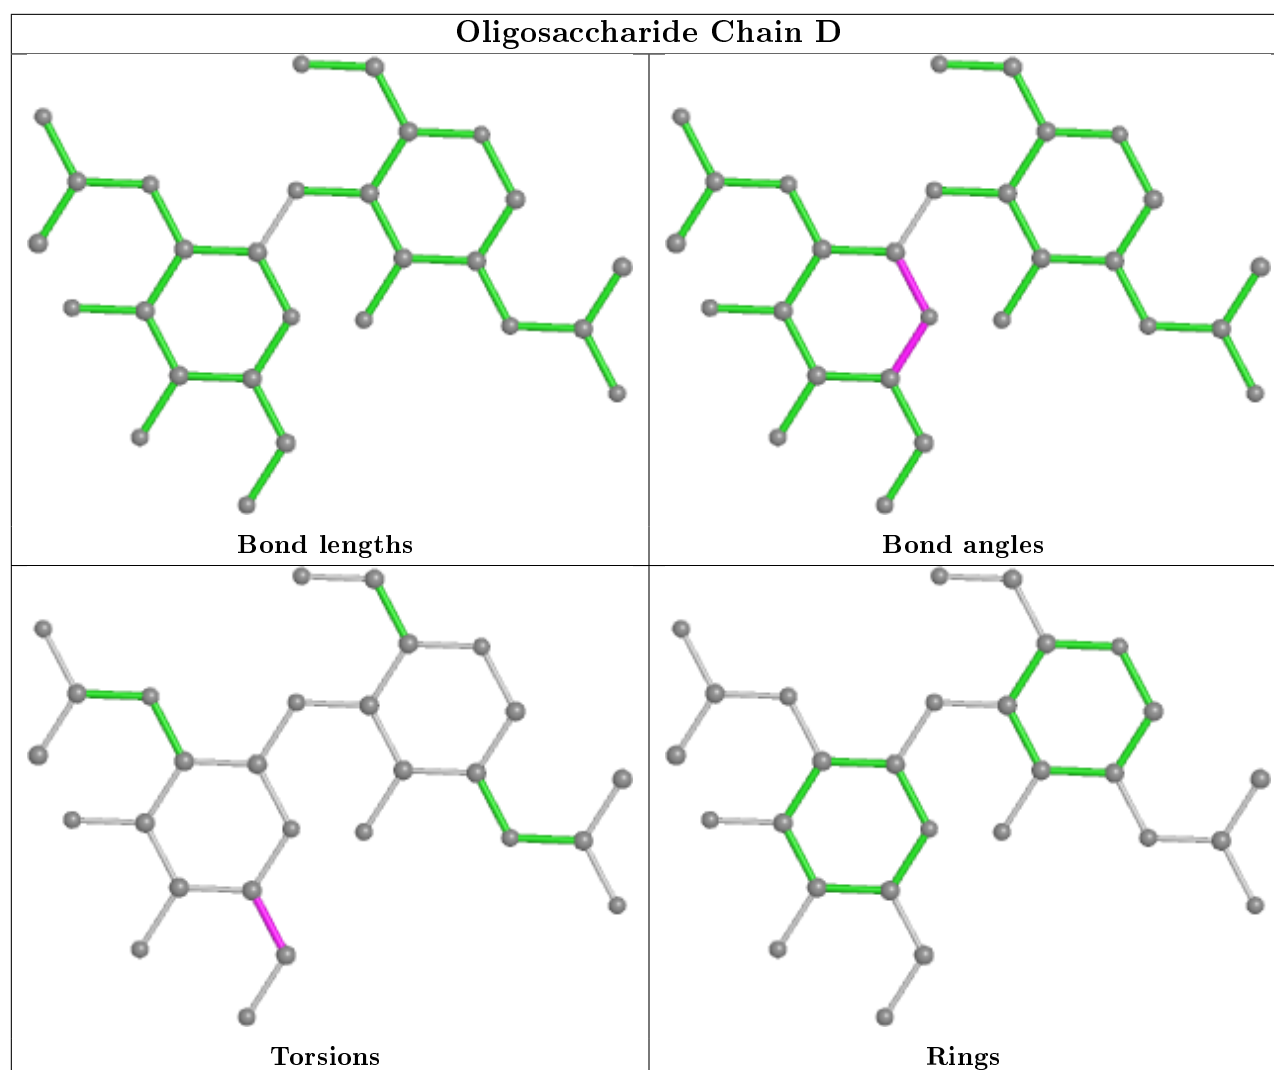 Oligosaccharide Chain D
Bond lengths
Bond angles
Torsions
Rings